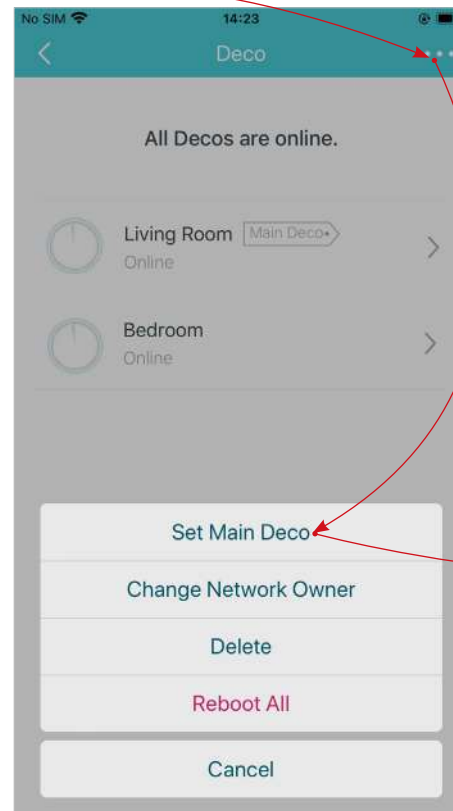 No SIM 14:23
Deco
All Decos are online.
Living Room Main Deco
Online
Bedroom
Online
Set Main Deco
Change Network Owner
Delete
Reboot All
Cancel